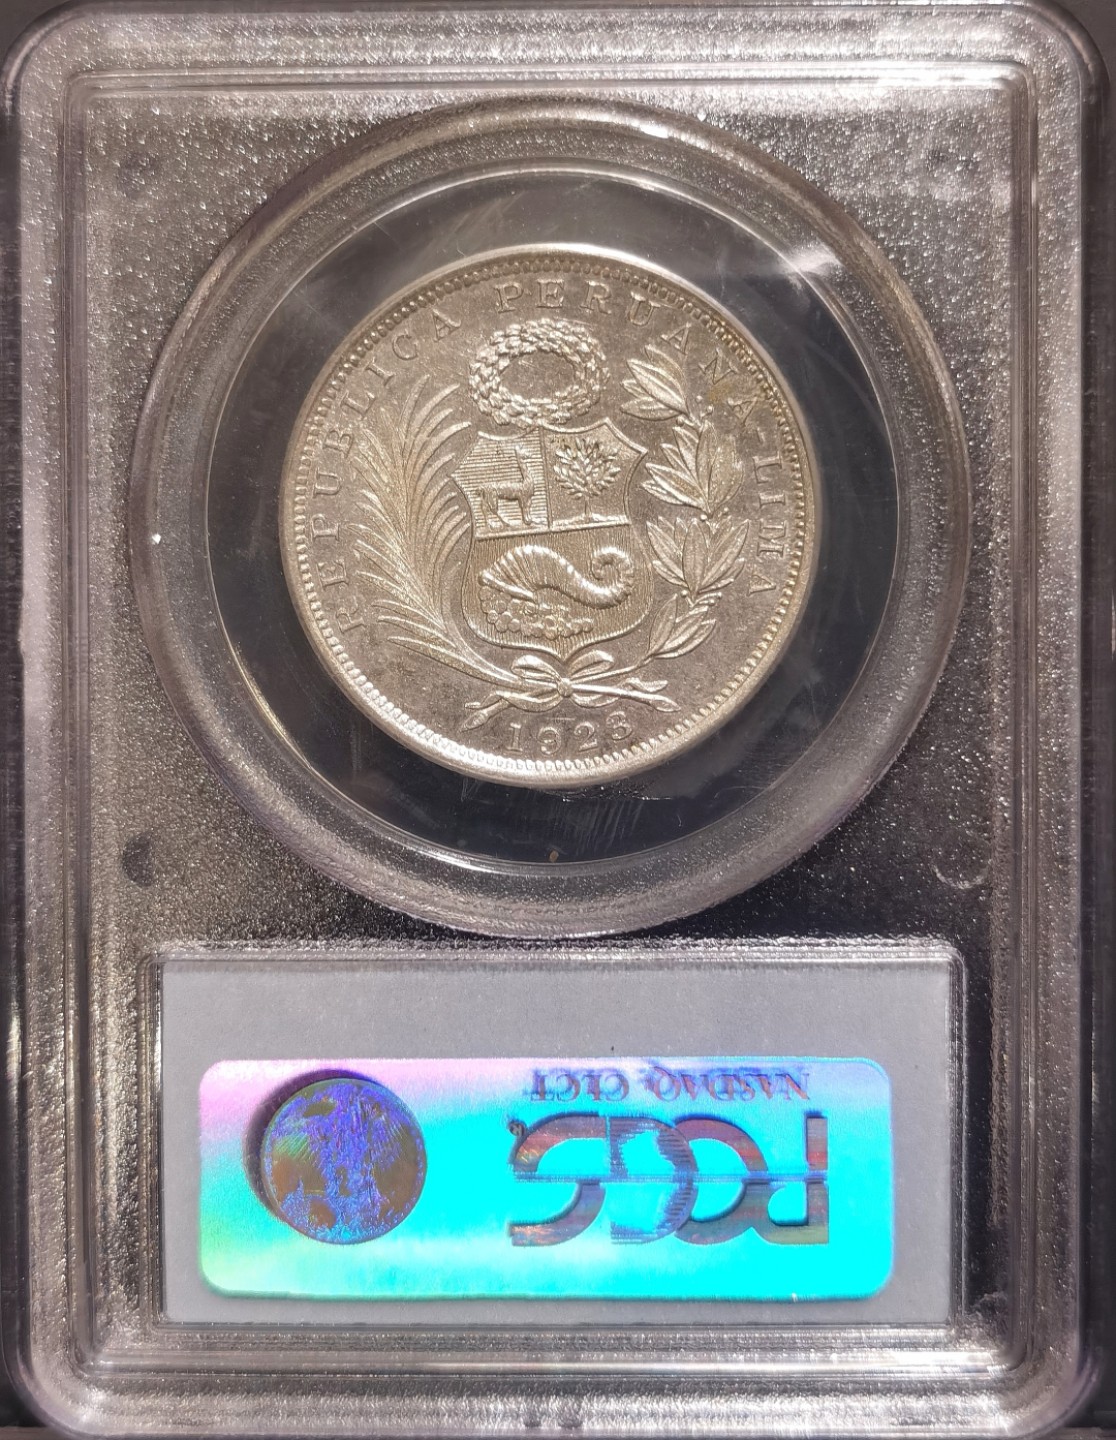 REPUBLICA PERUANA-LIMA
1923
NASDAQ: CLCT
PCGS®